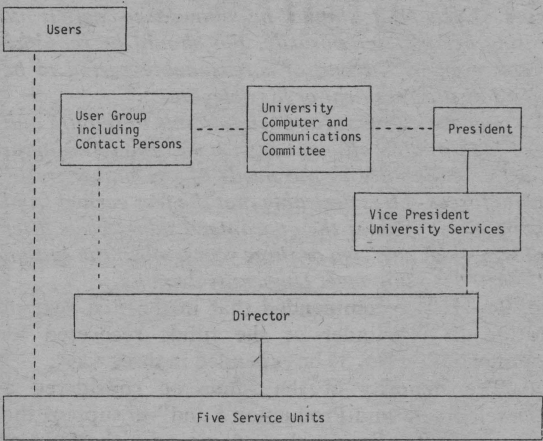 Users
User Group
including
Contact Persons
University
Computer and
Communications
Committee
President
Vice President
University Services
Director
Five Service Units